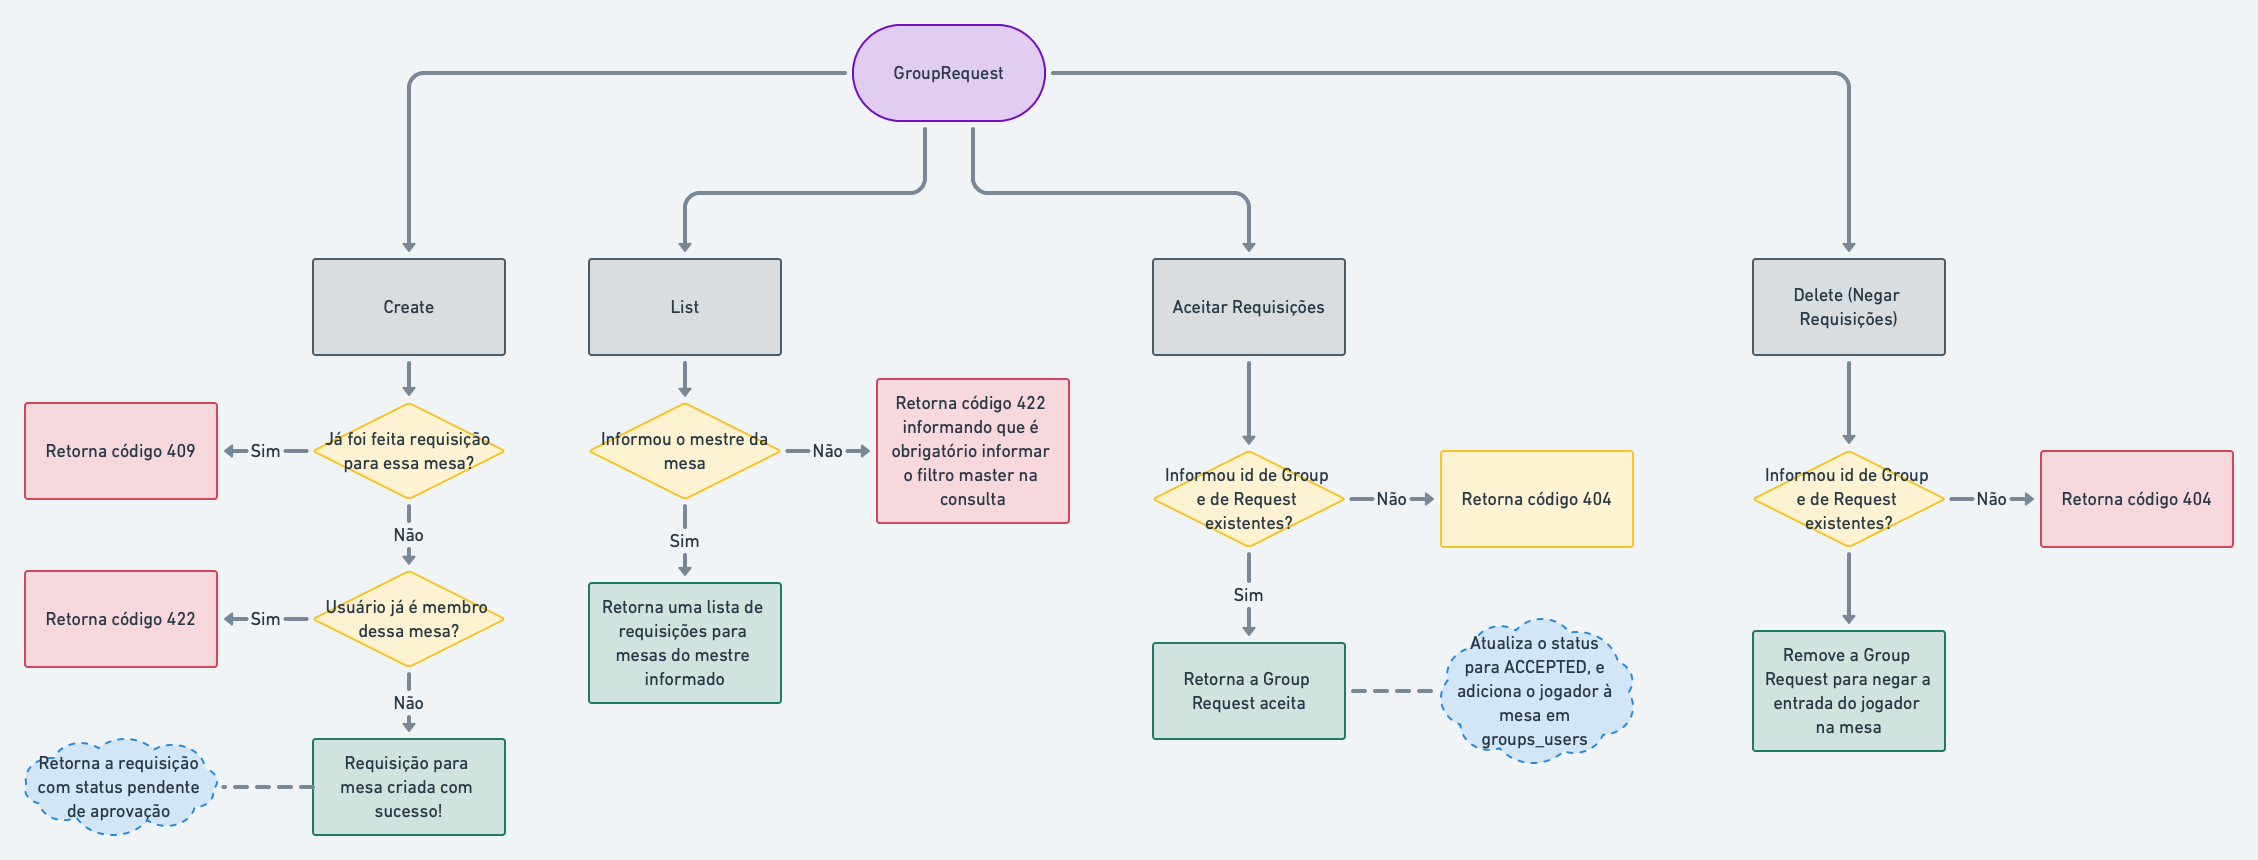 GroupRequest
Create
List
Aceitar Requisições
Delete (Negar
Requisições)
Já foi feita requisição
para essa mesa?
Sim
Retorna código 409
Não
Usuário já é membro
dessa mesa?
Sim
Retorna código 422
Não
Requisição para
mesa criada com
sucesso!
Retorna a requisição
com status pendente
de aprovação
Informou o mestre da
mesa
Não
Retorna código 422
informando que é
obrigatório informar
o filtro master na
consulta
Sim
Retorna uma lista de
requisições para
mesas do mestre
informado
Informou id de Group
e de Request
existentes?
Não
Retorna código 404
Sim
Retorna a Group
Request aceita
Atualiza o status
para ACCEPTED, e
adiciona o jogador à
mesa em
groups_users
Informou id de Group
e de Request
existentes?
Não
Retorna código 404
Remove a Group
Request para negar a
entrada do jogador
na mesa